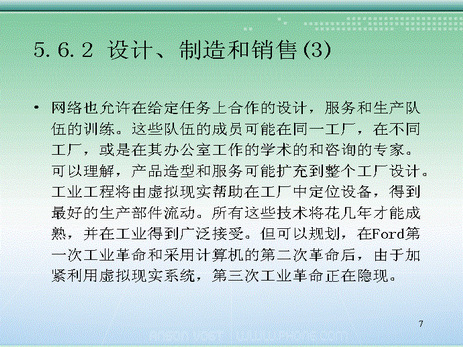 5.6.2 设计、制造和销售(3)
• 网络也允许在给定任务上合作的设计，服务和生产队
伍的训练。这些队伍的成员可能在同一工厂，在不同
工厂，或是在其办公室工作的学术的和咨询的专家。
可以理解，产品造型和服务可能扩充到整个工厂设计。
工业工程将由虚拟现实帮助在工厂中定位设备，得到
最好的生产部件流动。所有这些技术将花几年才能成
熟，并在工业得到广泛接受。但可以规划，在Ford第
一次工业革命和采用计算机的第二次革命后，由于加
紧利用虚拟现实系统，第三次工业革命正在隐现。
7